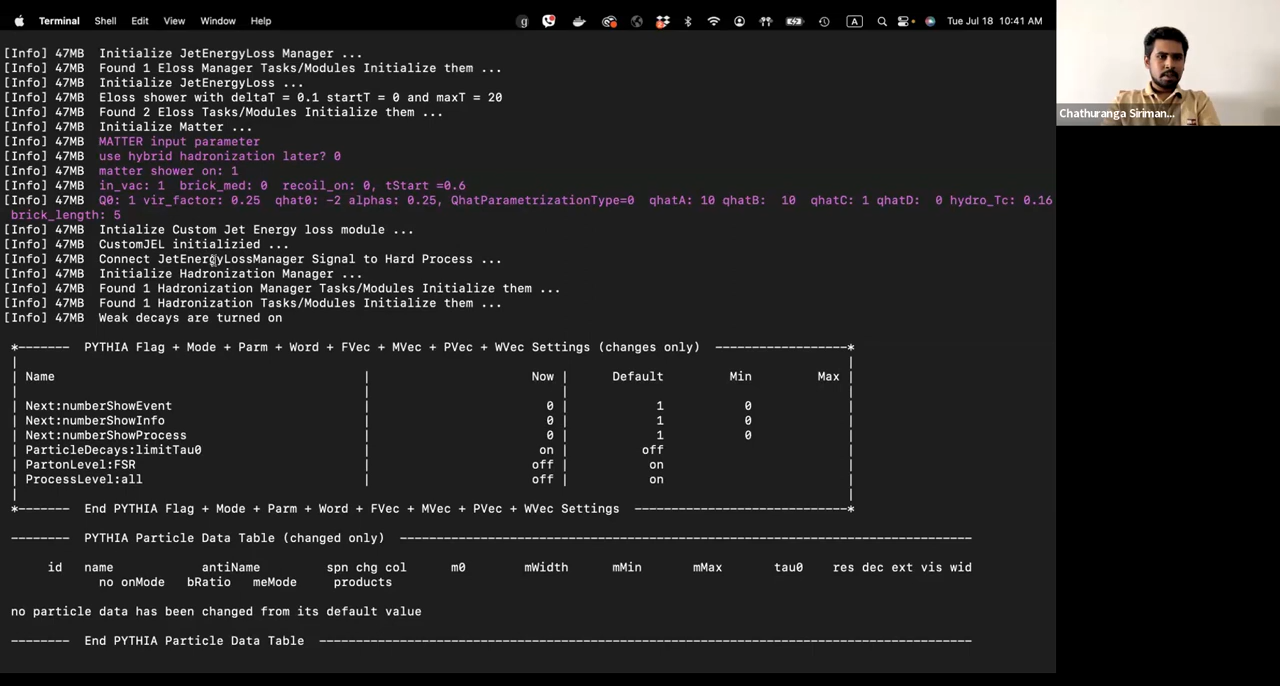 Terminal Shell Edit View Window Help g A Tue Jul 18 10:41 AM
[Info] 47MB Initialize JetEnergyLoss Manager ...
[Info] 47MB Found 1 Eloss Manager Tasks/Modules Initialize them ...
[Info] 47MB Initialize JetEnergyLoss ...
[Info] 47MB Eloss shower with deltaT = 0.1 startT = 0 and maxT = 20
[Info] 47MB Found 2 Eloss Tasks/Modules Initialize them ...
[Info] 47MB Initialize Matter ...
[Info] 47MB MATTER input parameter
[Info] 47MB use hybrid hadronization later? 0
[Info] 47MB matter shower on: 1
[Info] 47MB in_vac: 1 brick_med: 0 recoil_on: 0, tStart =0.6
[Info] 47MB Q0: 1 vir_factor: 0.25 qhat0: -2 alphas: 0.25, QhatParametrizationType=0 qhatA: 10 qhatB: 10 qhatC: 1 qhatD: 0 hydro_Tc: 0.16
brick_length: 5
[Info] 47MB Intialize Custom Jet Energy loss module ...
[Info] 47MB CustomJEL initializied ...
[Info] 47MB Connect JetEnergyLossManager Signal to Hard Process ...
[Info] 47MB Initialize Hadronization Manager ...
[Info] 47MB Found 1 Hadronization Manager Tasks/Modules Initialize them ...
[Info] 47MB Found 1 Hadronization Tasks/Modules Initialize them ...
[Info] 47MB Weak decays are turned on
*------- PYTHIA Flag + Mode + Parm + Word + FVec + MVec + PVec + WVec Settings (changes only) ------------------*
| |
| Name | Now | Default Min Max |
| | | |
| Next:numberShowEvent | 0 | 1 0 |
| Next:numberShowInfo | 0 | 1 0 |
| Next:numberShowProcess | 0 | 1 0 |
| ParticleDecays:limitTau0 | on | off |
| PartonLevel:FSR | off | on |
| ProcessLevel:all | off | on |
| |
*------- End PYTHIA Flag + Mode + Parm + Word + FVec + MVec + PVec + WVec Settings -----------------------------*
-------- PYTHIA Particle Data Table (changed only) ------------------------------------------------------------------------------
id name antiName spn chg col m0 mWidth mMin mMax tau0 res dec ext vis wid
no onMode bRatio meMode products
no particle data has been changed from its default value
-------- End PYTHIA Particle Data Table -----------------------------------------------------------------------------------------
Chathuranga Siriman...